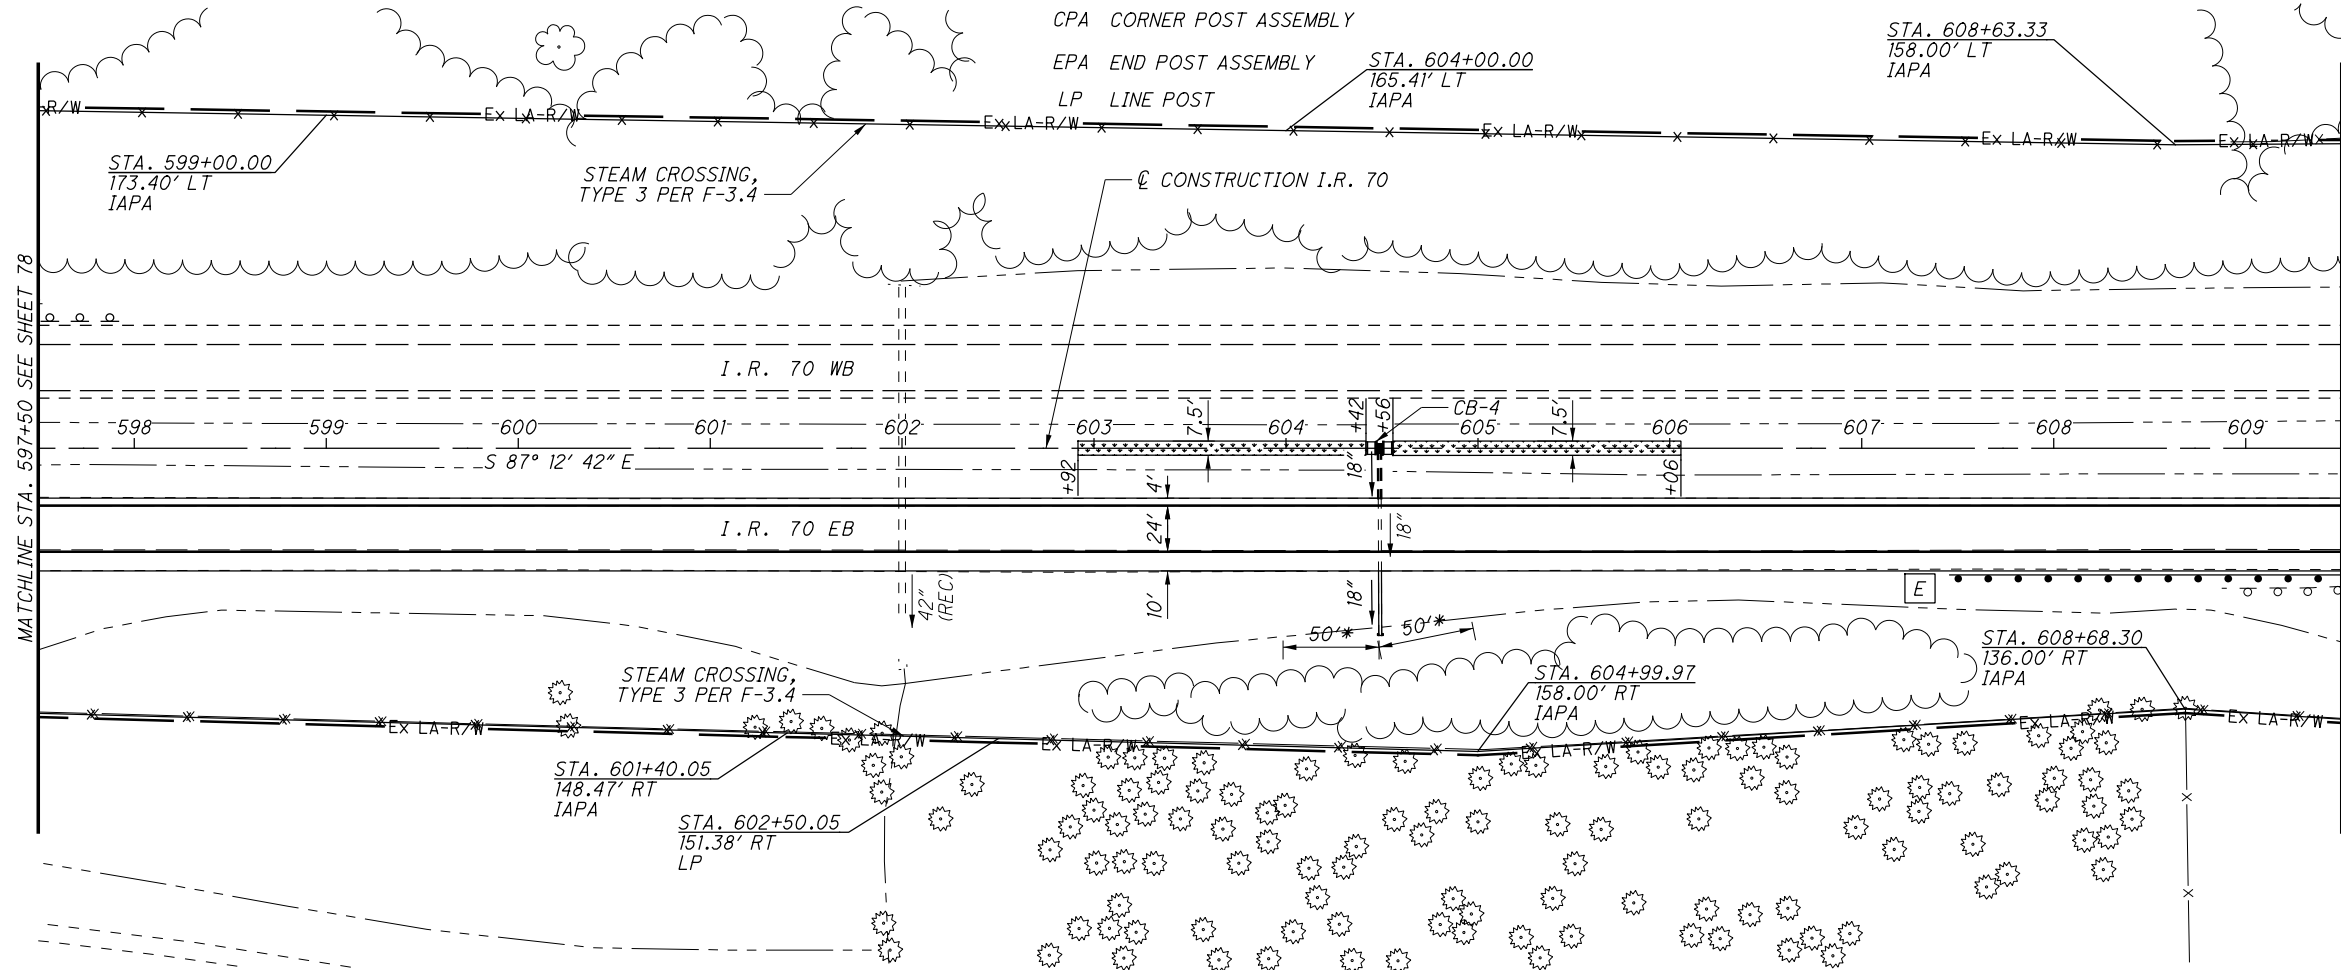 CPA CORNER POST ASSEMBLY
EPA END POST ASSEMBLY
LP LINE POST
STA. 604+00.00
165.41' LT
IAPA
STA. 608+63.33
158.00' LT
IAPA
R/W
Ex LA-R/W
Ex LA-R/W
Ex LA-R/W
Ex LA-R/W
Ex LA-R/W
STA. 599+00.00
173.40' LT
IAPA
STEAM CROSSING,
TYPE 3 PER F-3.4
℄ CONSTRUCTION I.R. 70
MATCHLINE STA. 597+50 SEE SHEET 78
I.R. 70 WB
598 599 600 601 602 603 604 605 606 607 608 609
7.5'
+42
+56
CB-4
7.5'
S 87° 12' 42" E
+92
18"
+06
4'
I.R. 70 EB
24'
18"
10'
42"
(REC)
18"
E
50'*
50'*
STEAM CROSSING,
TYPE 3 PER F-3.4
STA. 604+99.97
158.00' RT
IAPA
STA. 608+68.30
136.00' RT
IAPA
Ex LA-R/W
Ex LA-R/W
Ex LA-R/W
Ex LA-R/W
Ex LA-R/W
Ex LA-R/W
STA. 601+40.05
148.47' RT
IAPA
STA. 602+50.05
151.38' RT
LP